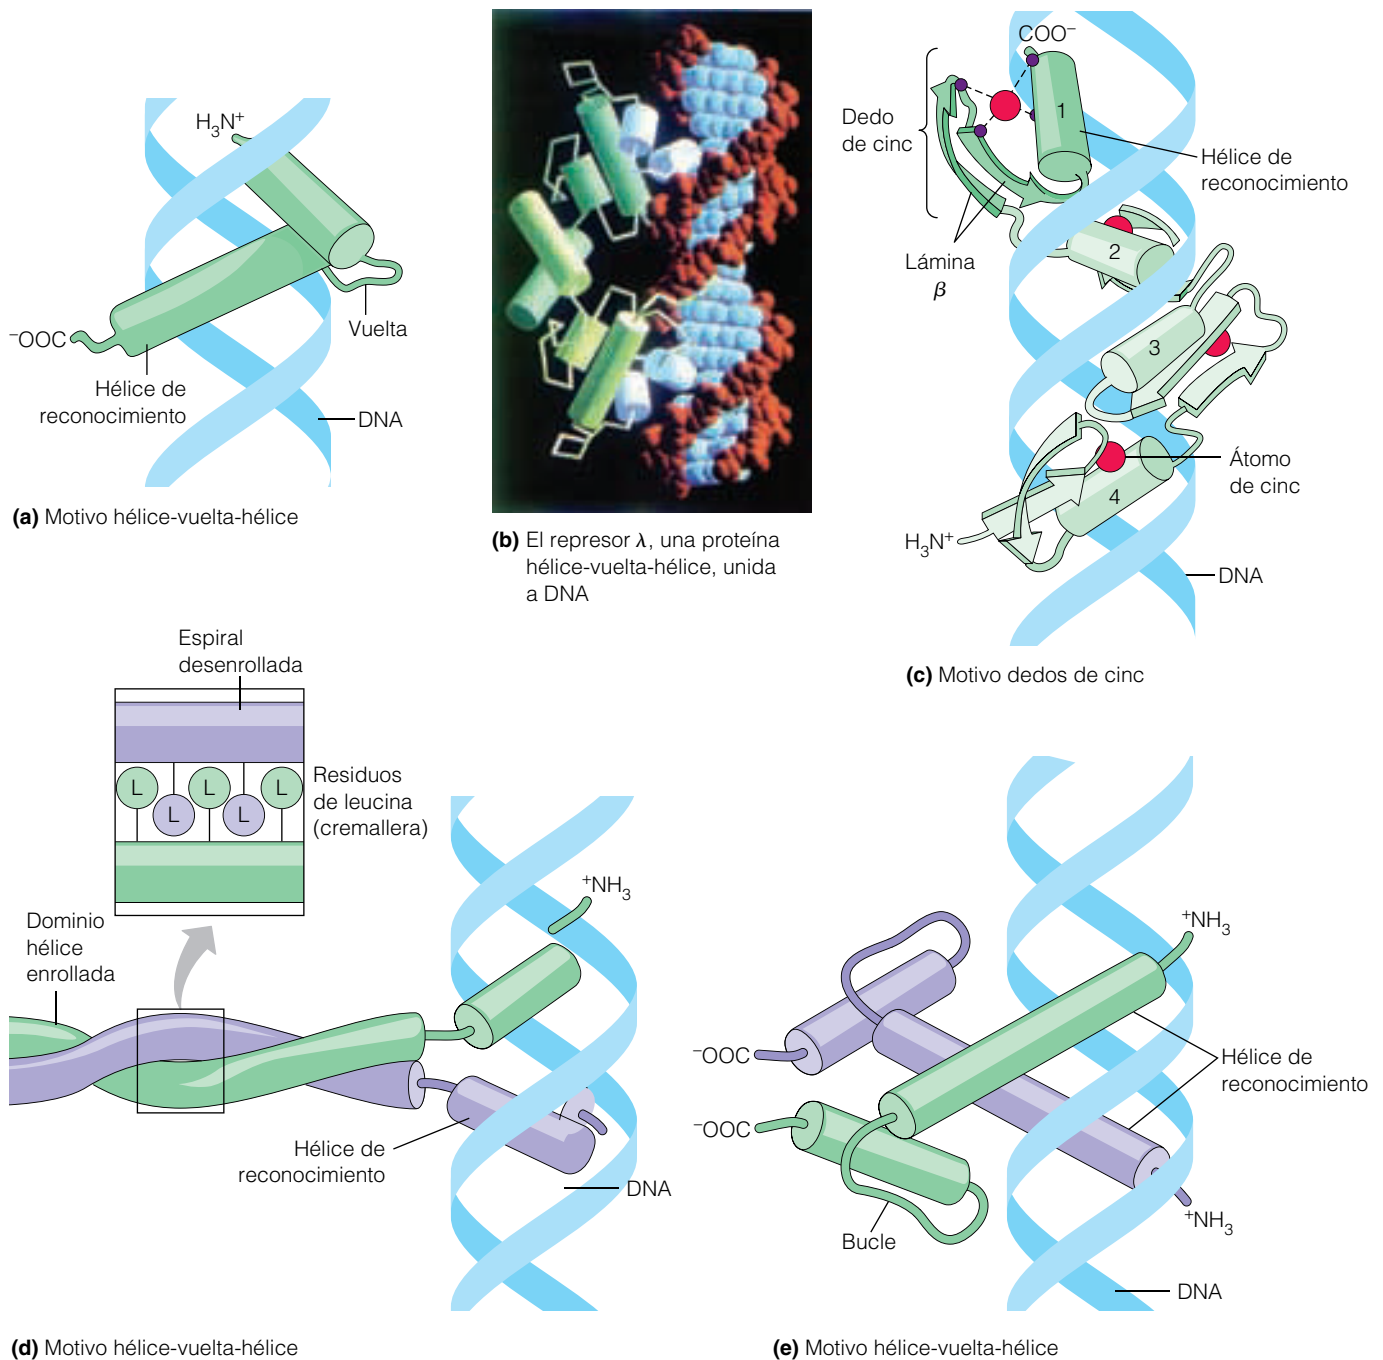 H₃N⁺
⁻OOC
Vuelta
Hélice de
reconocimiento
DNA
(a) Motivo hélice-vuelta-hélice
(b) El represor λ, una proteína
hélice-vuelta-hélice, unida
a DNA
COO⁻
Dedo
de cinc
1
Hélice de
reconocimiento
Lámina
β
2
3
4
Átomo
de cinc
H₃N⁺
DNA
(c) Motivo dedos de cinc
Espiral
desenrollada
L
L
L
L
L
Residuos
de leucina
(cremallera)
Dominio
hélice
enrollada
⁺NH₃
Hélice de
reconocimiento
DNA
(d) Motivo hélice-vuelta-hélice
⁺NH₃
⁻OOC
Hélice de
reconocimiento
⁻OOC
Bucle
⁺NH₃
DNA
(e) Motivo hélice-vuelta-hélice